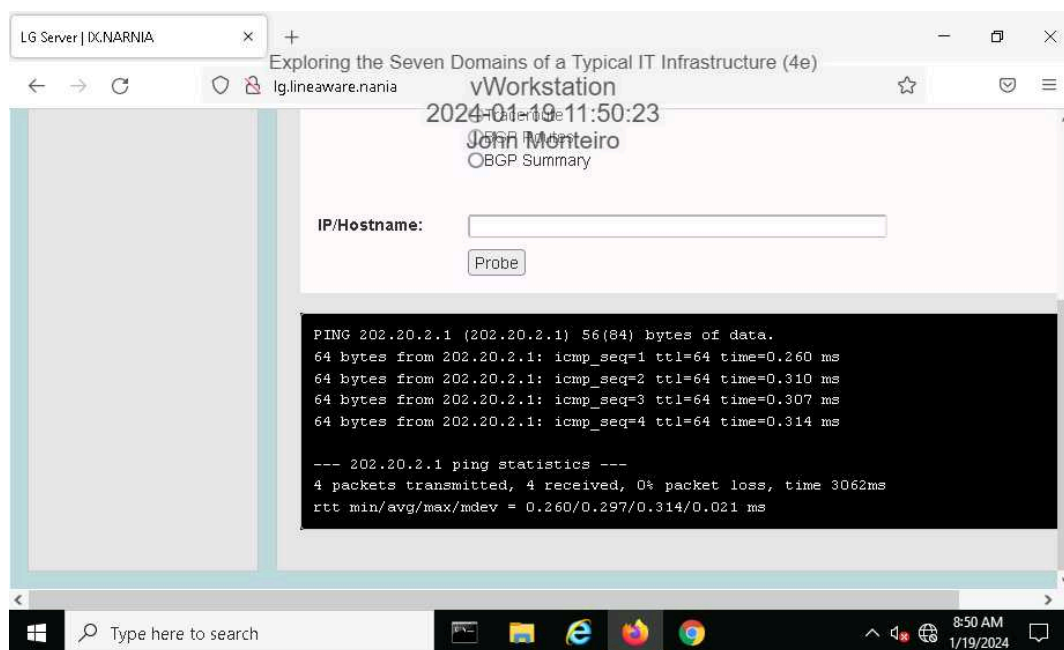 LG Server | IX.NARNIA
Exploring the Seven Domains of a Typical IT Infrastructure (4e)
lg.lineaware.nania
vWorkstation
2024-01-19 11:50:23
Traceroute
John Monteiro
BGP Routes
BGP Summary
IP/Hostname:
Probe
PING 202.20.2.1 (202.20.2.1) 56(84) bytes of data.
64 bytes from 202.20.2.1: icmp_seq=1 ttl=64 time=0.260 ms
64 bytes from 202.20.2.1: icmp_seq=2 ttl=64 time=0.310 ms
64 bytes from 202.20.2.1: icmp_seq=3 ttl=64 time=0.307 ms
64 bytes from 202.20.2.1: icmp_seq=4 ttl=64 time=0.314 ms
--- 202.20.2.1 ping statistics ---
4 packets transmitted, 4 received, 0% packet loss, time 3062ms
rtt min/avg/max/mdev = 0.260/0.297/0.314/0.021 ms
Type here to search
8:50 AM
1/19/2024